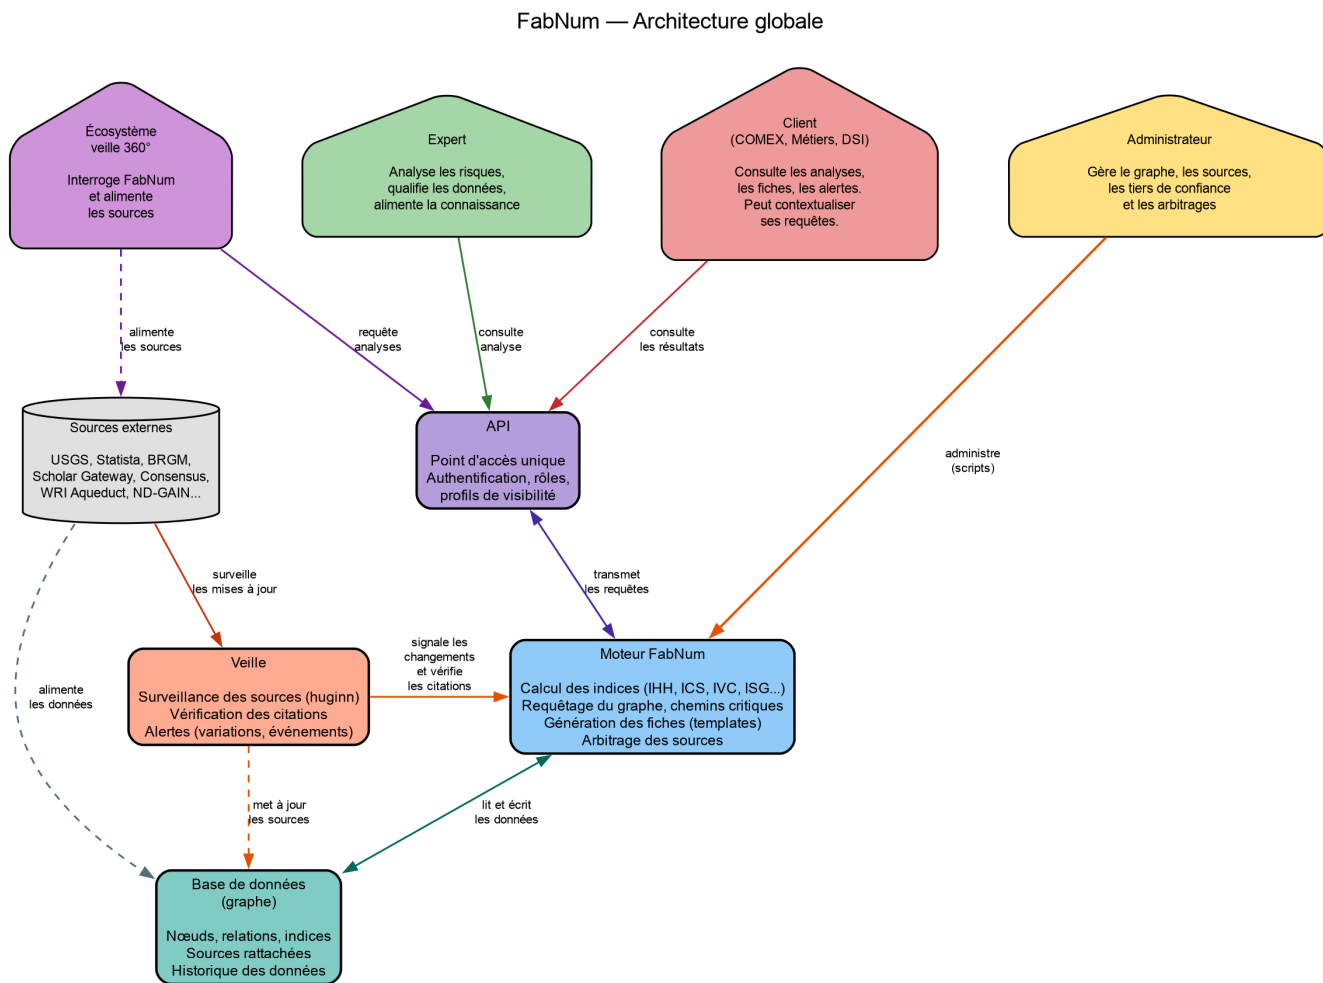 FabNum — Architecture globale
Écosystème
veille 360°
Interroge FabNum
et alimente
les sources
Expert
Analyse les risques,
qualifie les données,
alimente la connaissance
Client
(COMEX, Métiers, DSI)
Consulte les analyses,
les fiches, les alertes.
Peut contextualiser
ses requêtes.
Administrateur
Gère le graphe, les sources,
les tiers de confiance
et les arbitrages
alimente
les sources
requête
analyses
consulte
analyse
consulte
les résultats
administre
(scripts)
Sources externes
USGS, Statista, BRGM,
Scholar Gateway, Consensus,
WRI Aqueduct, ND-GAIN...
API
Point d'accès unique
Authentification, rôles,
profils de visibilité
surveille
les mises à jour
transmet
les requêtes
alimente
les données
Veille
Surveillance des sources (huginn)
Vérification des citations
Alertes (variations, événements)
signale les
changements
et vérifie
les citations
Moteur FabNum
Calcul des indices (IHH, ICS, IVC, ISG...)
Requêtage du graphe, chemins critiques
Génération des fiches (templates)
Arbitrage des sources
met à jour
les sources
lit et écrit
les données
Base de données
(graphe)
Nœuds, relations, indices
Sources rattachées
Historique des données